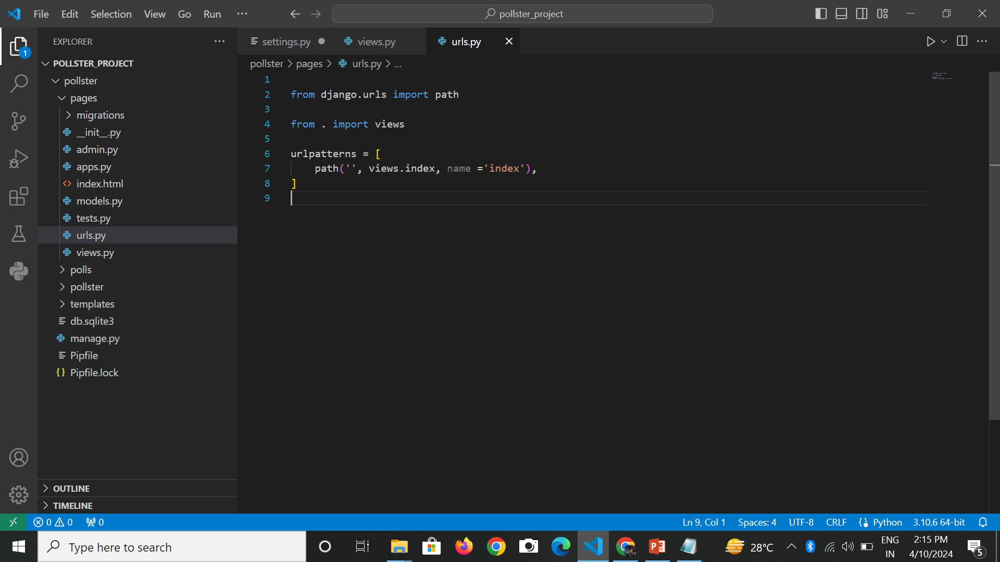 File Edit Selection View Go Run ...
pollster_project
EXPLORER
POLLSTER_PROJECT
pollster
pages
migrations
__init__.py
admin.py
apps.py
index.html
models.py
tests.py
urls.py
views.py
polls
pollster
templates
db.sqlite3
manage.py
Pipfile
Pipfile.lock
OUTLINE
TIMELINE
settings.py views.py urls.py
pollster > pages > urls.py > ...
1
2 from django.urls import path
3
4 from . import views
5
6 urlpatterns = [
7 path('', views.index, name ='index'),
8 ]
9
1
0 0 0
Ln 9, Col 1 Spaces: 4 UTF-8 CRLF {} Python 3.10.6 64-bit
Type here to search
28°C
ENG
IN
2:15 PM
4/10/2024
5